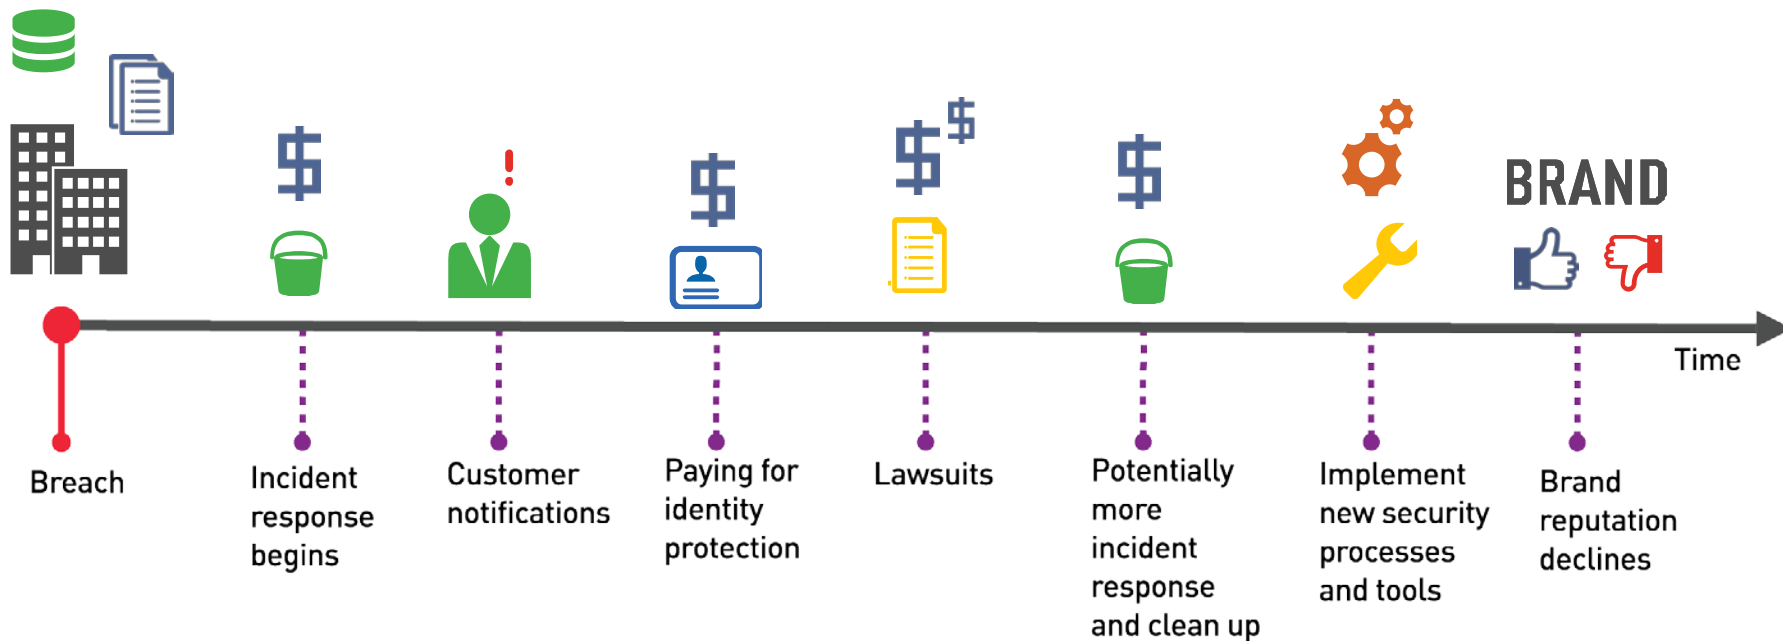 BRAND
Time
Breach
Incident
response
begins
Customer
notifications
Paying for
identity
protection
Lawsuits
Potentially
more
incident
response
and clean up
Implement
new security
processes
and tools
Brand
reputation
declines